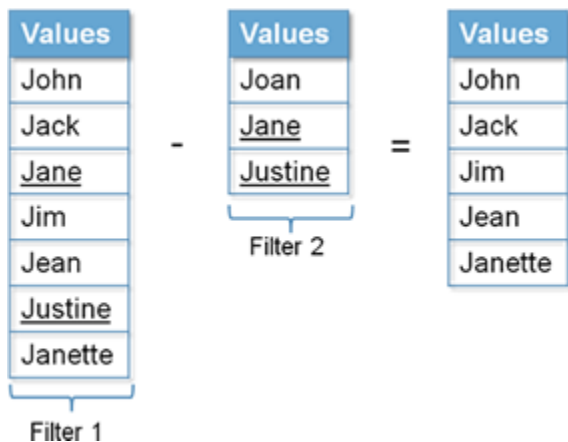 Values
John
Jack
Jane
Jim
Jean
Justine
Janette
Filter 1
-
Values
Joan
Jane
Justine
Filter 2
=
Values
John
Jack
Jim
Jean
Janette